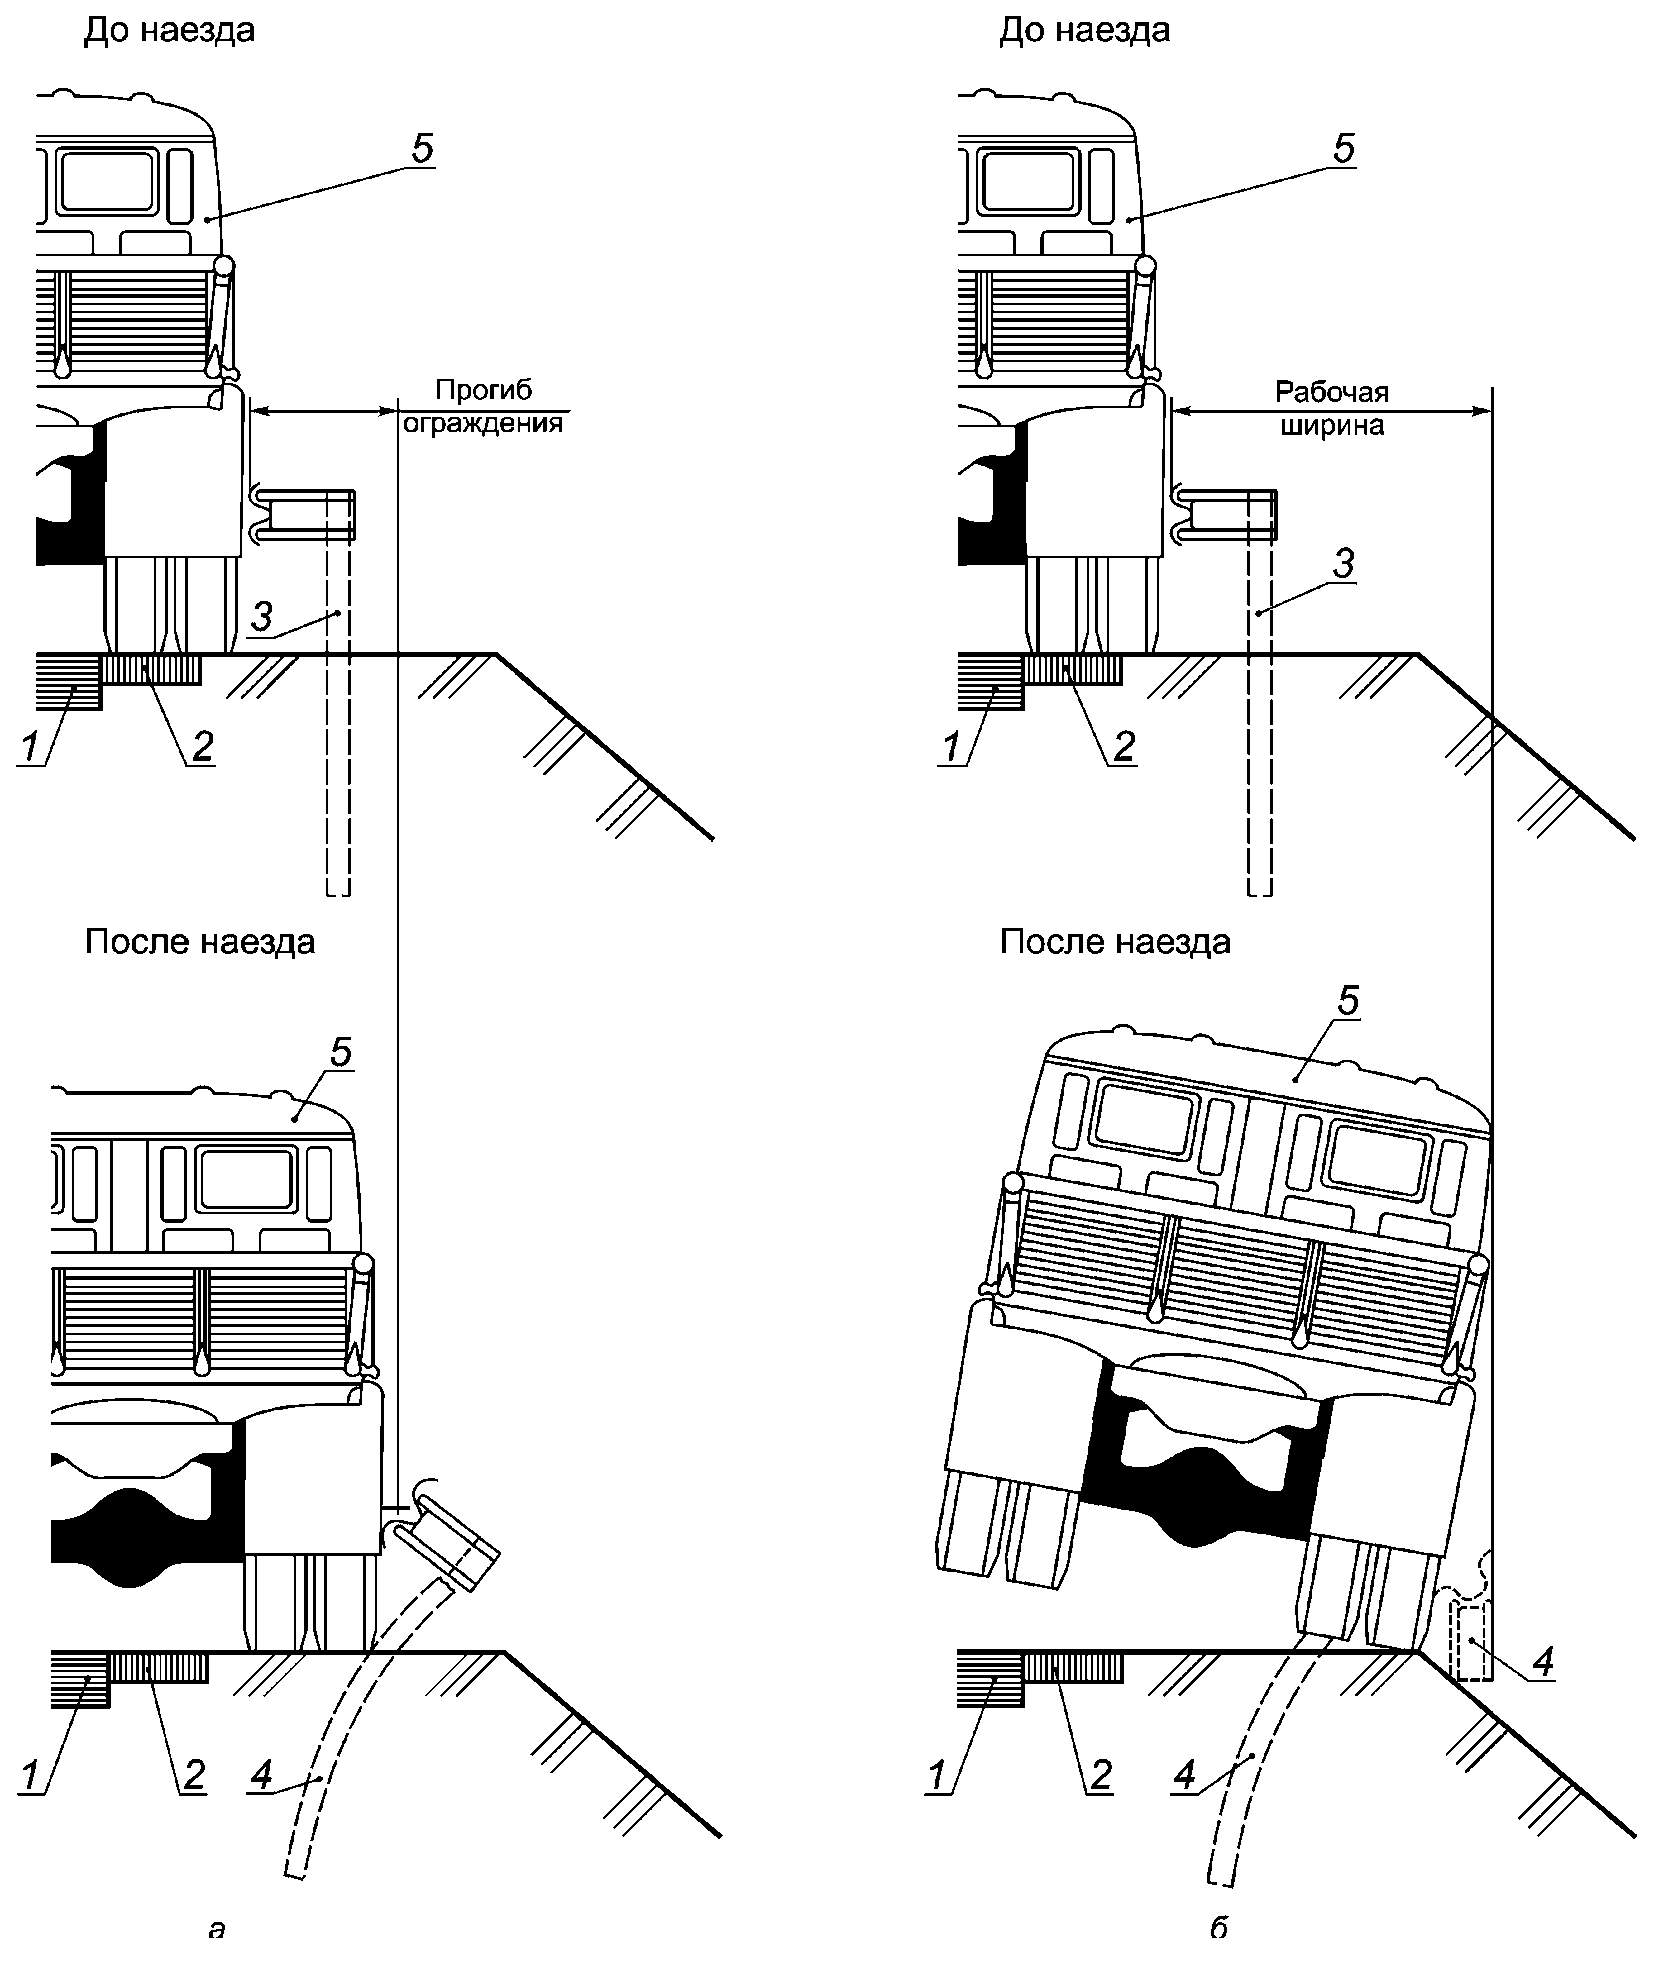 До наезда
5
Прогиб
ограждения
3
1
2
После наезда
5
1
2
4
а
До наезда
5
Рабочая
ширина
3
1
2
После наезда
5
4
1
2
4
б